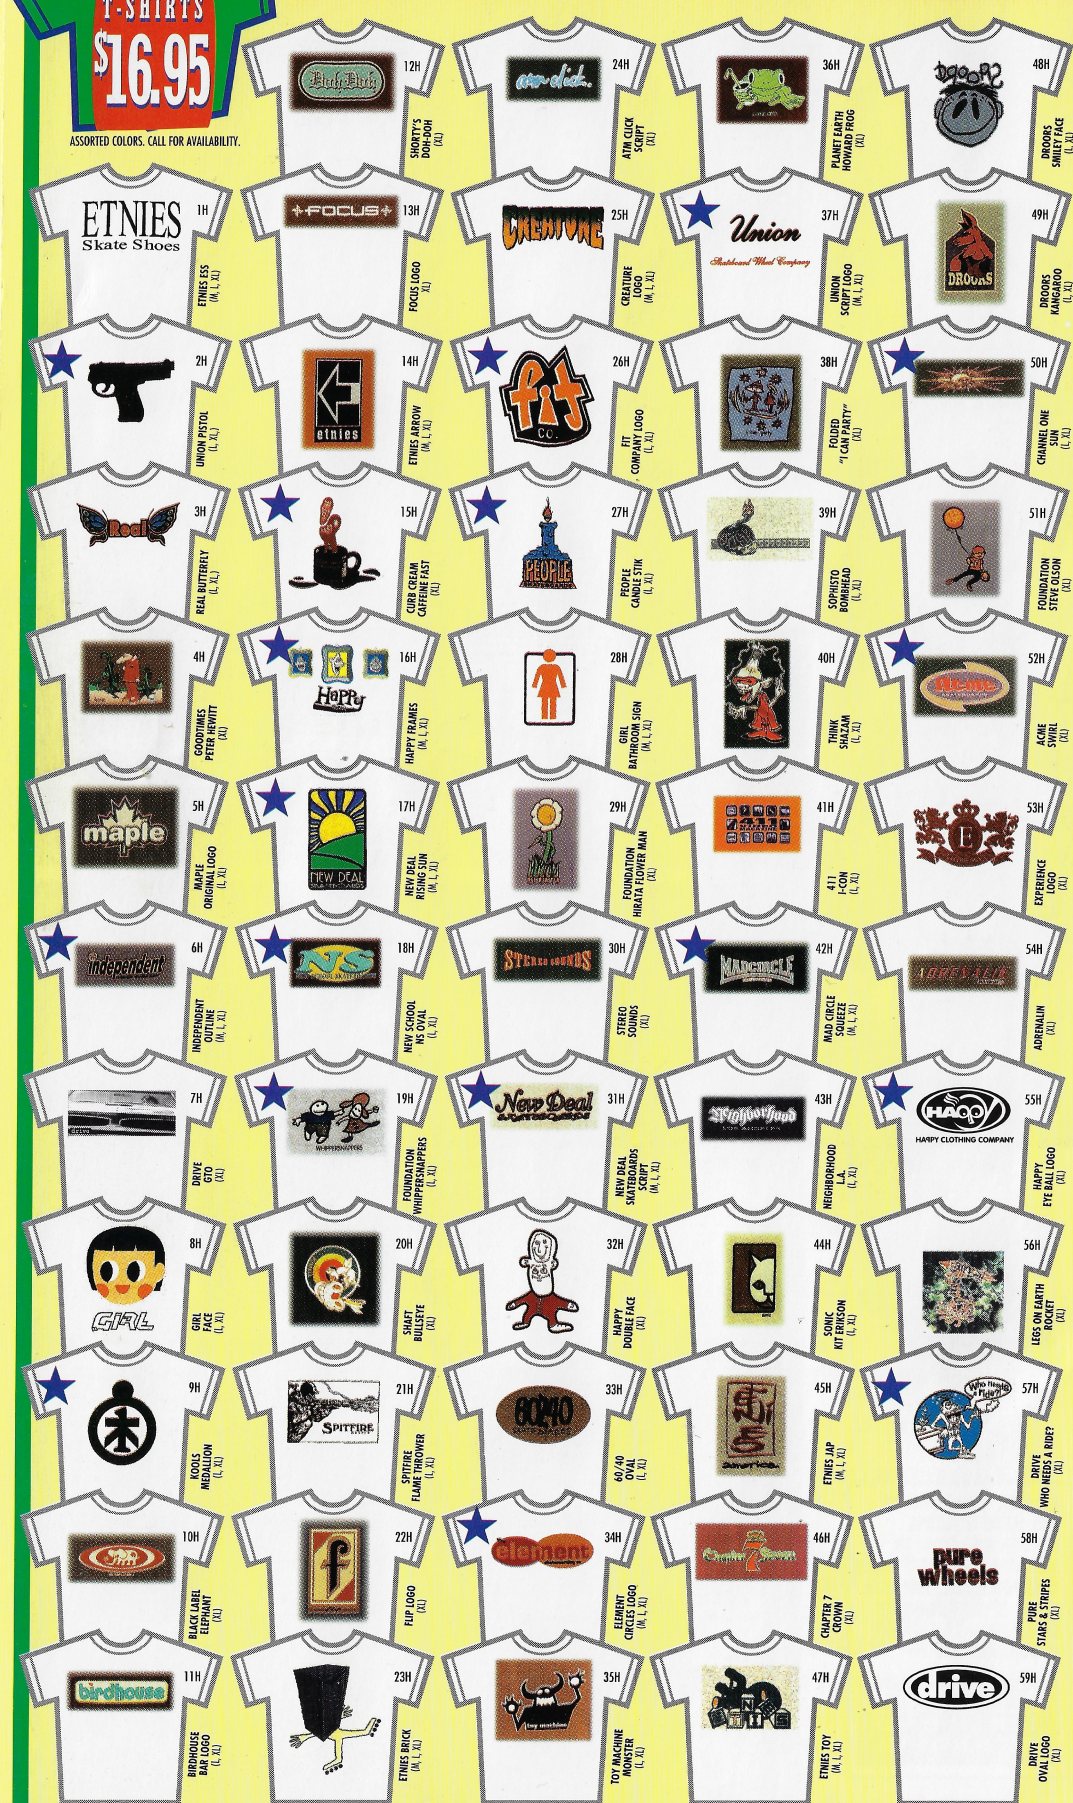 T-SHIRTS
$16.95
ASSORTED COLORS. CALL FOR AVAILABILITY.
12H
SHORTY'S
DOH-DOH
(XL)
atm click.
24H
ATM CLICK
SCRIPT
(XL)
36H
PLANET EARTH
HOWARD FROG
(XL)
DROORS
48H
DROORS
SMILEY FACE
(L, XL)
ETNIES
Skate Shoes
1H
ETNIES ESS
(M, L, XL)
FOCUS
13H
FOCUS LOGO
XL)
CREATURE
25H
CREATURE
LOGO
(M, L, XL)
Union
Skateboard Wheel Company
37H
UNION
SCRIPT LOGO
(M, L, XL)
DROORS
49H
DROORS
KANGAROO
(L, XL)
2H
UNION PISTOL
(L, XL)
etnies
14H
ETNIES ARROW
(M, L, XL)
fit
CO.
26H
FIT
COMPANY LOGO
(L, XL)
38H
FOLDED
"I CAN PARTY"
(XL)
50H
CHANNEL ONE
SUN
(L, XL)
Real
3H
REAL BUTTERFLY
(L, XL)
15H
CURB CREAM
CAFFEINE FAST
(XL)
PEOPLE
27H
PEOPLE
CANDLE STIK
(L, XL)
39H
SOPHISTO
BOMBHEAD
(L, XL)
51H
FOUNDATION
STEVE OLSON
(XL)
4H
GOODTIMES
PETER HEWITT
(XL)
Happy
16H
HAPPY FRAMES
(M, L, XL)
28H
GIRL
BATHROOM SIGN
(M, L, XL)
40H
THINK
SHAZAM
(L, XL)
Acme
52H
ACME
SWIRL
(XL)
maple
5H
MAPLE
ORIGINAL LOGO
(L, XL)
NEW DEAL
SKATEBOARDS
17H
NEW DEAL
RISING SUN
(M, L, XL)
29H
FOUNDATION
HIRATA FLOWER MAN
(XL)
411
41H
411
I-CON
(L, XL)
E
53H
EXPERIENCE
LOGO
(XL)
independent
6H
INDEPENDENT
OUTLINE
(M, L, XL)
NS
18H
NEW SCHOOL
NS OVAL
(L, XL)
STEREO SOUNDS
30H
STEREO
SOUNDS
(XL)
MADCIRCLE
42H
MAD CIRCLE
SQUEEZE
(M, L, XL)
ADRENALIN
54H
ADRENALIN
(XL)
drive
7H
DRIVE
GTO
(XL)
WHIPPERSNAPPERS
19H
FOUNDATION
WHIPPERSNAPPERS
(L, XL)
New Deal
SKATEBOARDS
31H
NEW DEAL
SKATEBOARDS
SCRIPT
(M, L, XL)
Neighborhood
LOS ANGELES
43H
NEIGHBORHOOD
L.A.
(L, XL)
HAPPY
HAPPY CLOTHING COMPANY
55H
HAPPY
EYE BALL LOGO
(XL)
GIRL
8H
GIRL
FACE
(L, XL)
20H
SHAFT
BULLSEYE
(XL)
32H
HAPPY
DOUBLE FACE
(XL)
44H
SONIC
KIT ERIKSON
(L, XL)
56H
LEGS ON EARTH
ROCKET
(XL)
9H
KOOLS
MEDALLION
(L, XL)
SPITFIRE
21H
SPITFIRE
FLAME THROWER
(L, XL)
6040
33H
60/40
OVAL
(L, XL)
america.
45H
ETNIES JAP
(M, L, XL)
Who Needs
a Ride?
57H
DRIVE
WHO NEEDS A RIDE?
(XL)
10H
BLACK LABEL
ELEPHANT
(XL)
f
22H
FLIP LOGO
(XL)
element
34H
ELEMENT
CIRCLES LOGO
(M, L, XL)
Chapter 7 Seven
46H
CHAPTER 7
CROWN
(XL)
pure
wheels
58H
PURE
STARS & STRIPES
(XL)
birdhouse
11H
BIRDHOUSE
BAR LOGO
(L, XL)
23H
ETNIES BRICK
(M, L, XL)
toy machine
35H
TOY MACHINE
MONSTER
(L, XL)
ETNIES
47H
ETNIES TOY
(M, L, XL)
drive
59H
DRIVE
OVAL LOGO
(XL)